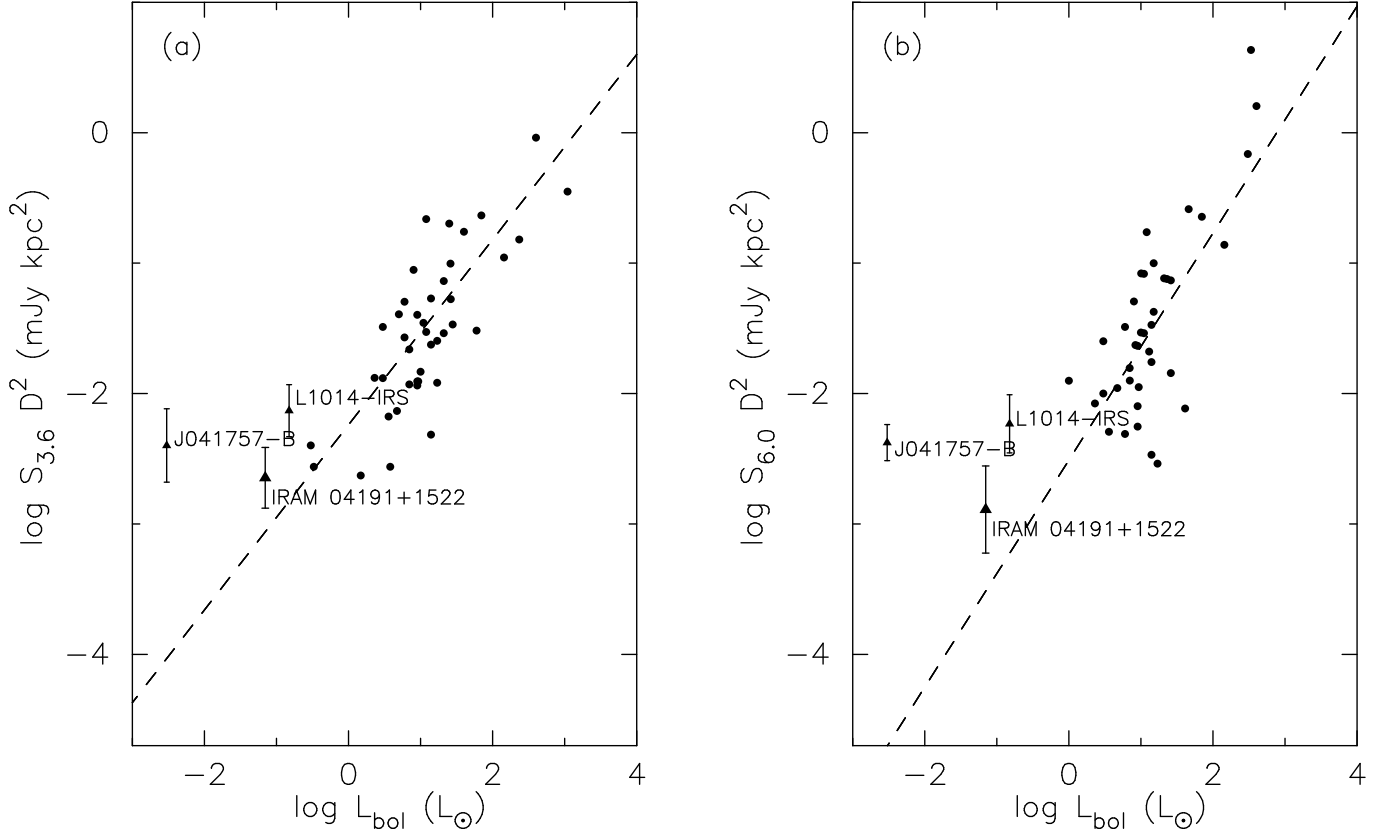 (a)
0
−2
−4
log S3.6 D² (mJy kpc²)
L1014−IRS
J041757−B
IRAM 04191+1522
−2 0 2 4
log Lbol (L☉)
(b)
0
−2
−4
log S6.0 D² (mJy kpc²)
L1014−IRS
J041757−B
IRAM 04191+1522
−2 0 2 4
log Lbol (L☉)